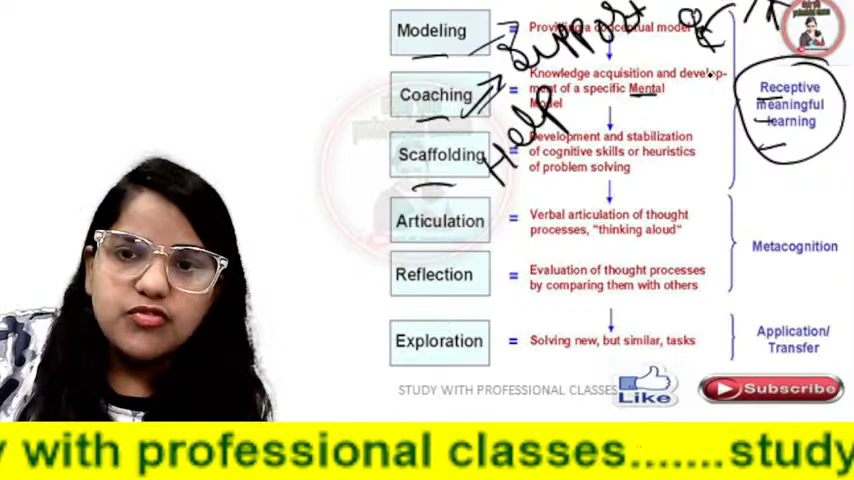 Modeling = Providing a conceptual model
Support
Coaching = Knowledge acquisition and develop-
ment of a specific Mental
Model
Help
Scaffolding = Development and stabilization
of cognitive skills or heuristics
of problem solving
Receptive
meaningful
learning
Articulation = Verbal articulation of thought
processes, "thinking aloud"
Reflection = Evaluation of thought processes
by comparing them with others
Metacognition
Exploration = Solving new, but similar, tasks
Application/
Transfer
STUDY WITH PROFESSIONAL CLASSES
Like
Subscribe
y with professional classes.......study